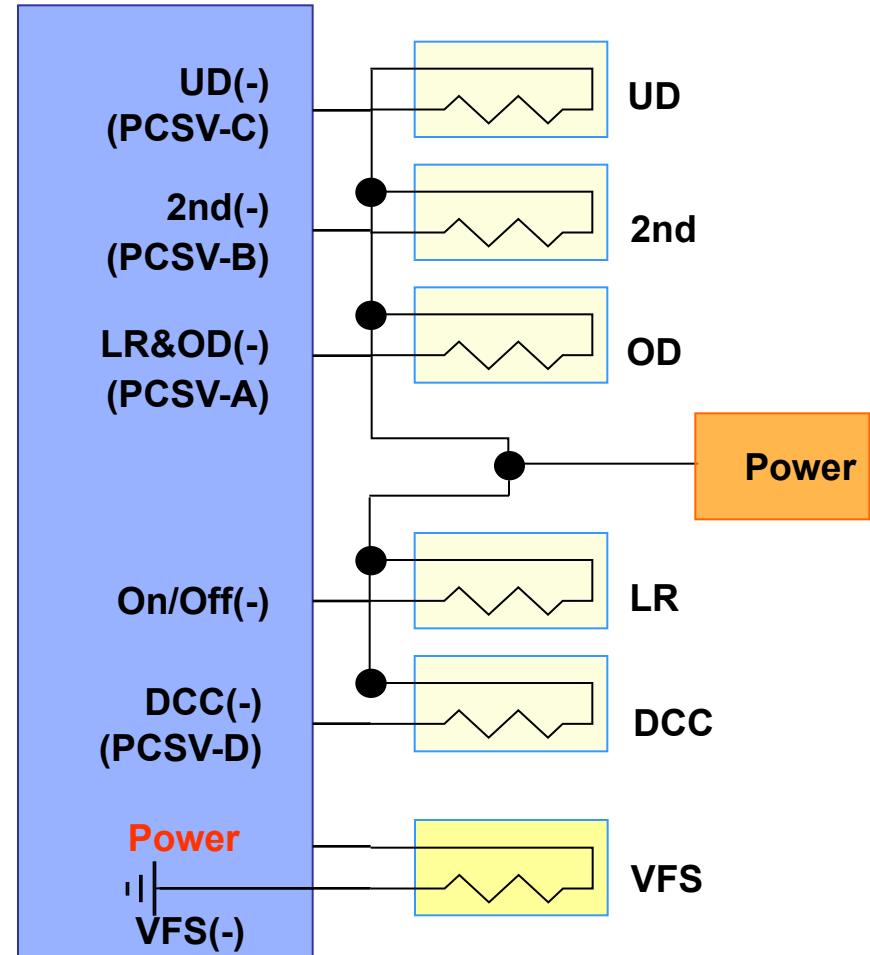 UD(-)
(PCSV-C)
UD
2nd(-)
(PCSV-B)
2nd
LR&OD(-)
(PCSV-A)
OD
Power
On/Off(-)
LR
DCC(-)
(PCSV-D)
DCC
Power
VFS(-)
VFS